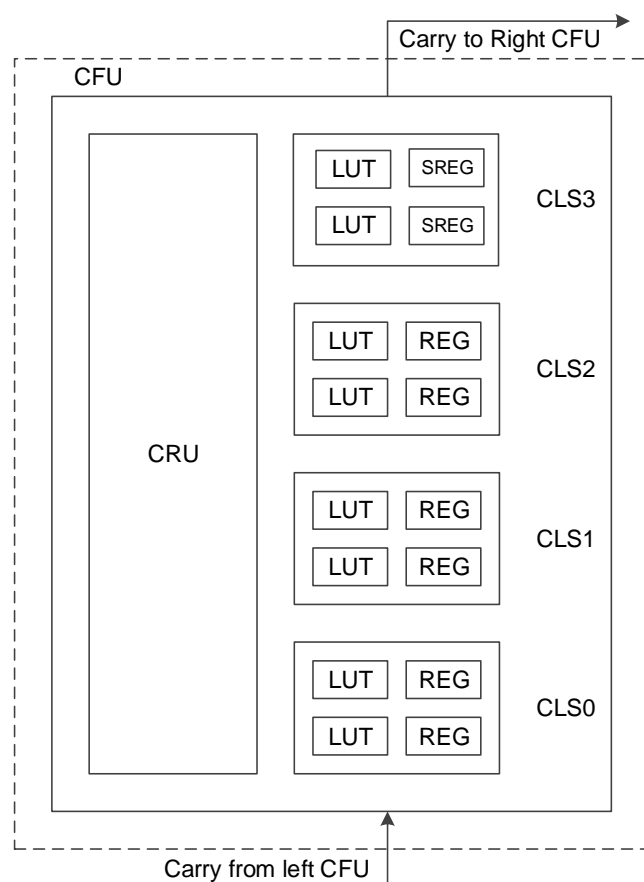 Carry to Right CFU
CFU
LUT SREG
LUT SREG
CLS3
LUT REG
LUT REG
CLS2
CRU
LUT REG
LUT REG
CLS1
LUT REG
LUT REG
CLS0
Carry from left CFU